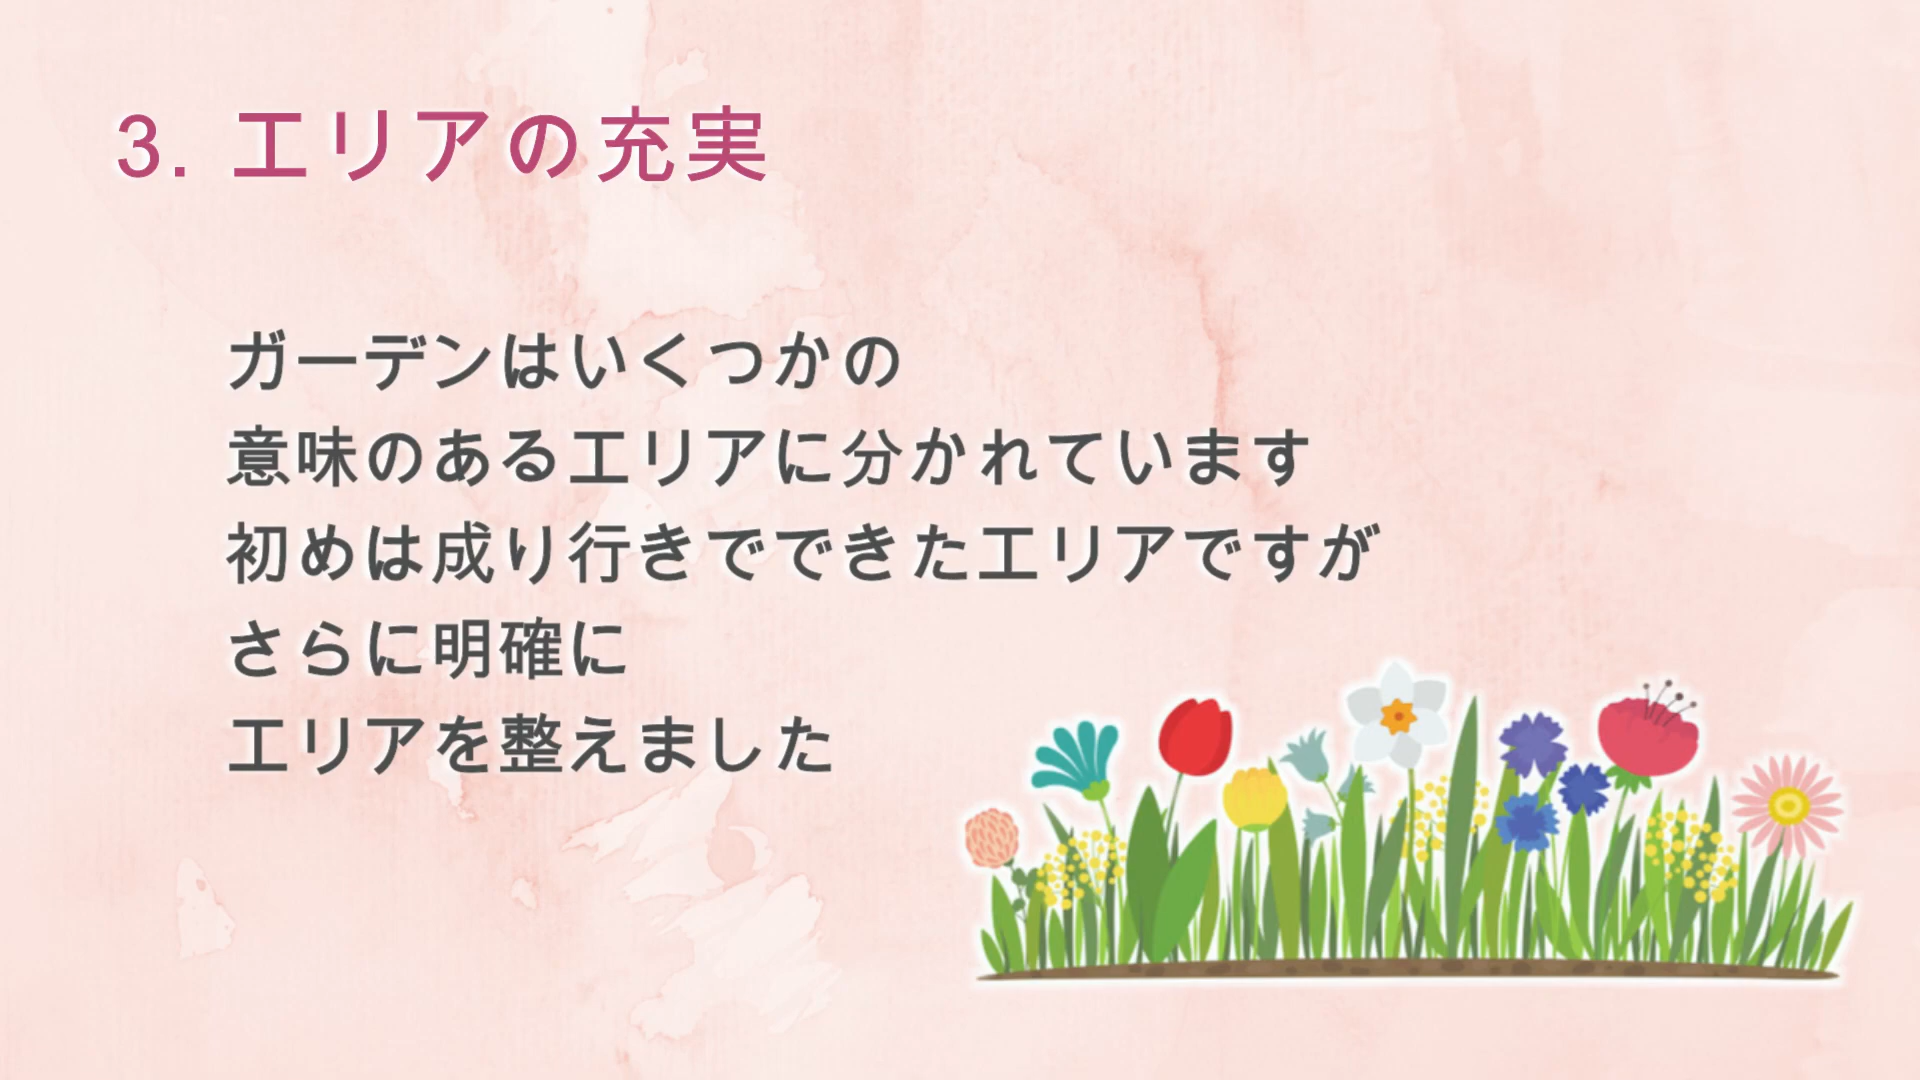 3. エリアの充実
ガーデンはいくつかの
意味のあるエリアに分かれています
初めは成り行きでできたエリアですが
さらに明確に
エリアを整えました